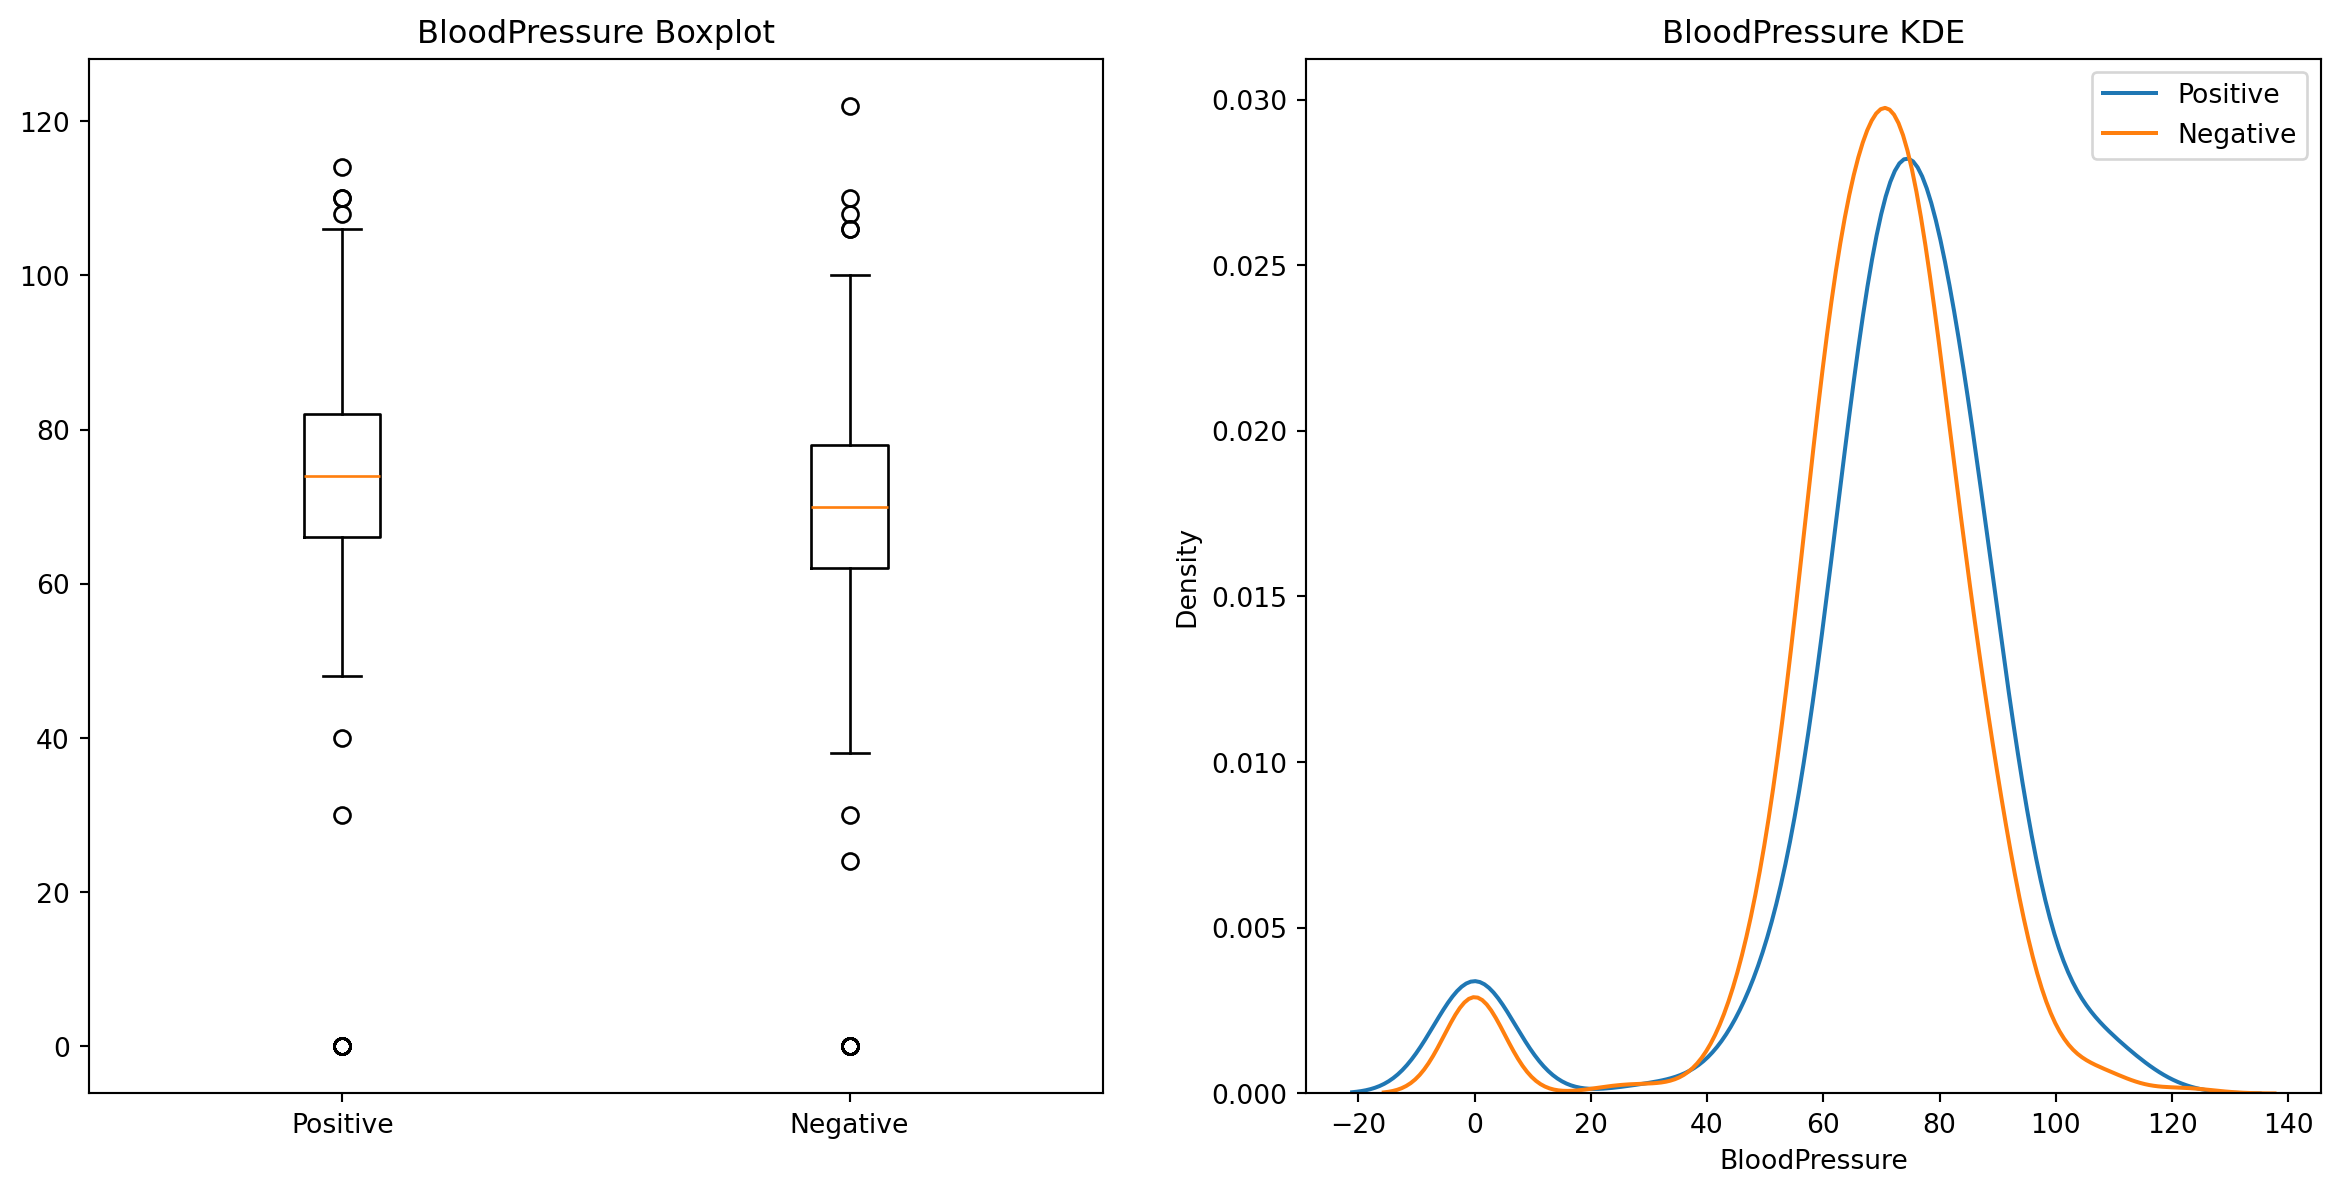 BloodPressure Boxplot
120
100
80
60
40
20
0
Positive Negative
BloodPressure KDE
Positive
Negative
Density
0.030
0.025
0.020
0.015
0.010
0.005
0.000
−20 0 20 40 60 80 100 120 140
BloodPressure